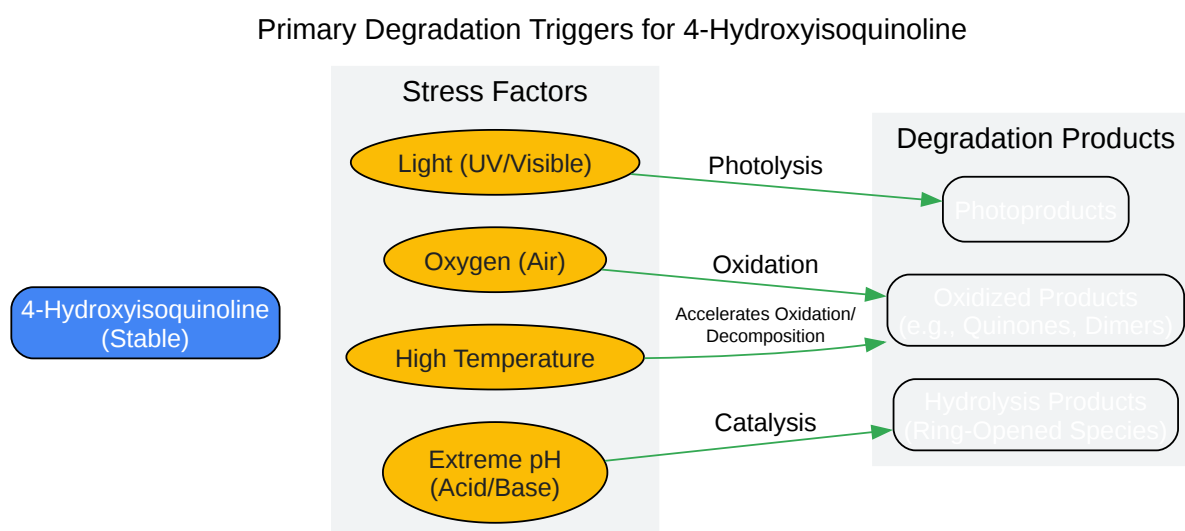 Primary Degradation Triggers for 4-Hydroxyisoquinoline
4-Hydroxyisoquinoline
(Stable)
Stress Factors
Light (UV/Visible)
Oxygen (Air)
High Temperature
Extreme pH
(Acid/Base)
Photolysis
Oxidation
Accelerates Oxidation/
Decomposition
Catalysis
Degradation Products
Photoproducts
Oxidized Products
(e.g., Quinones, Dimers)
Hydrolysis Products
(Ring-Opened Species)